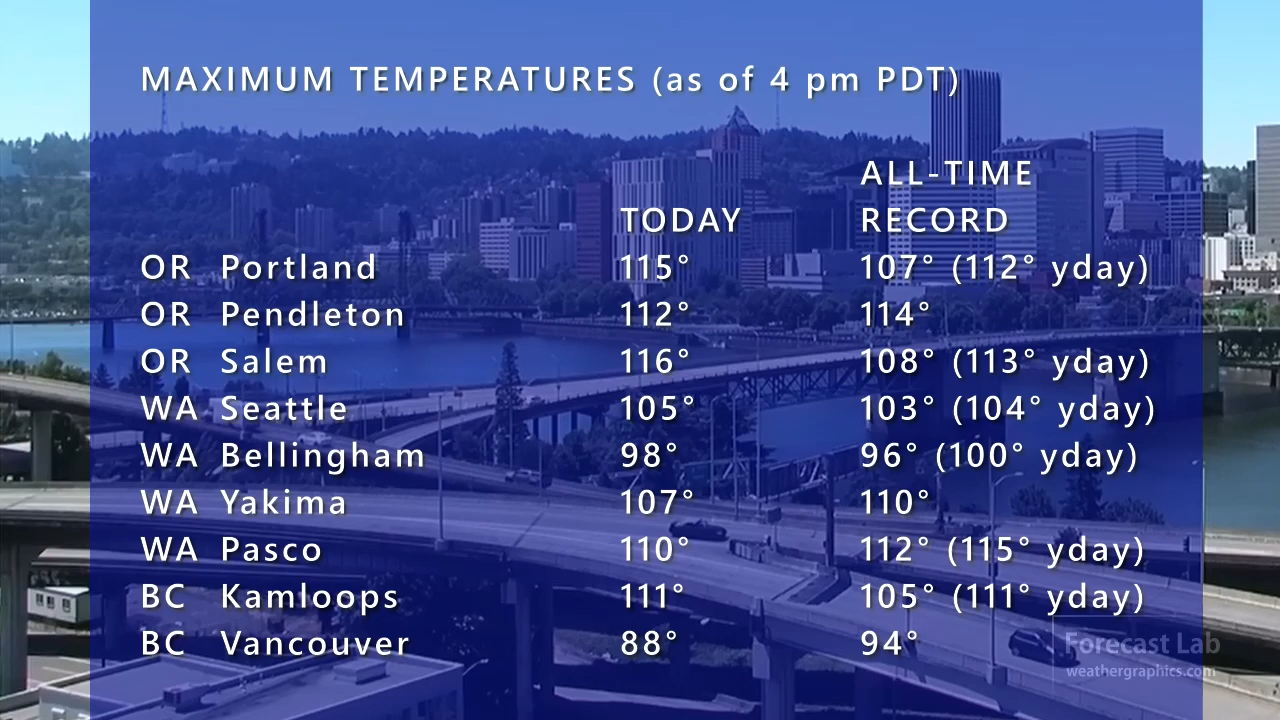 MAXIMUM TEMPERATURES (as of 4 pm PDT)
ALL-TIME
TODAY RECORD
OR Portland 115° 107° (112° yday)
OR Pendleton 112° 114°
OR Salem 116° 108° (113° yday)
WA Seattle 105° 103° (104° yday)
WA Bellingham 98° 96° (100° yday)
WA Yakima 107° 110°
WA Pasco 110° 112° (115° yday)
BC Kamloops 111° 105° (111° yday)
BC Vancouver 88° 94°
Forecast Lab
weathergraphics.com